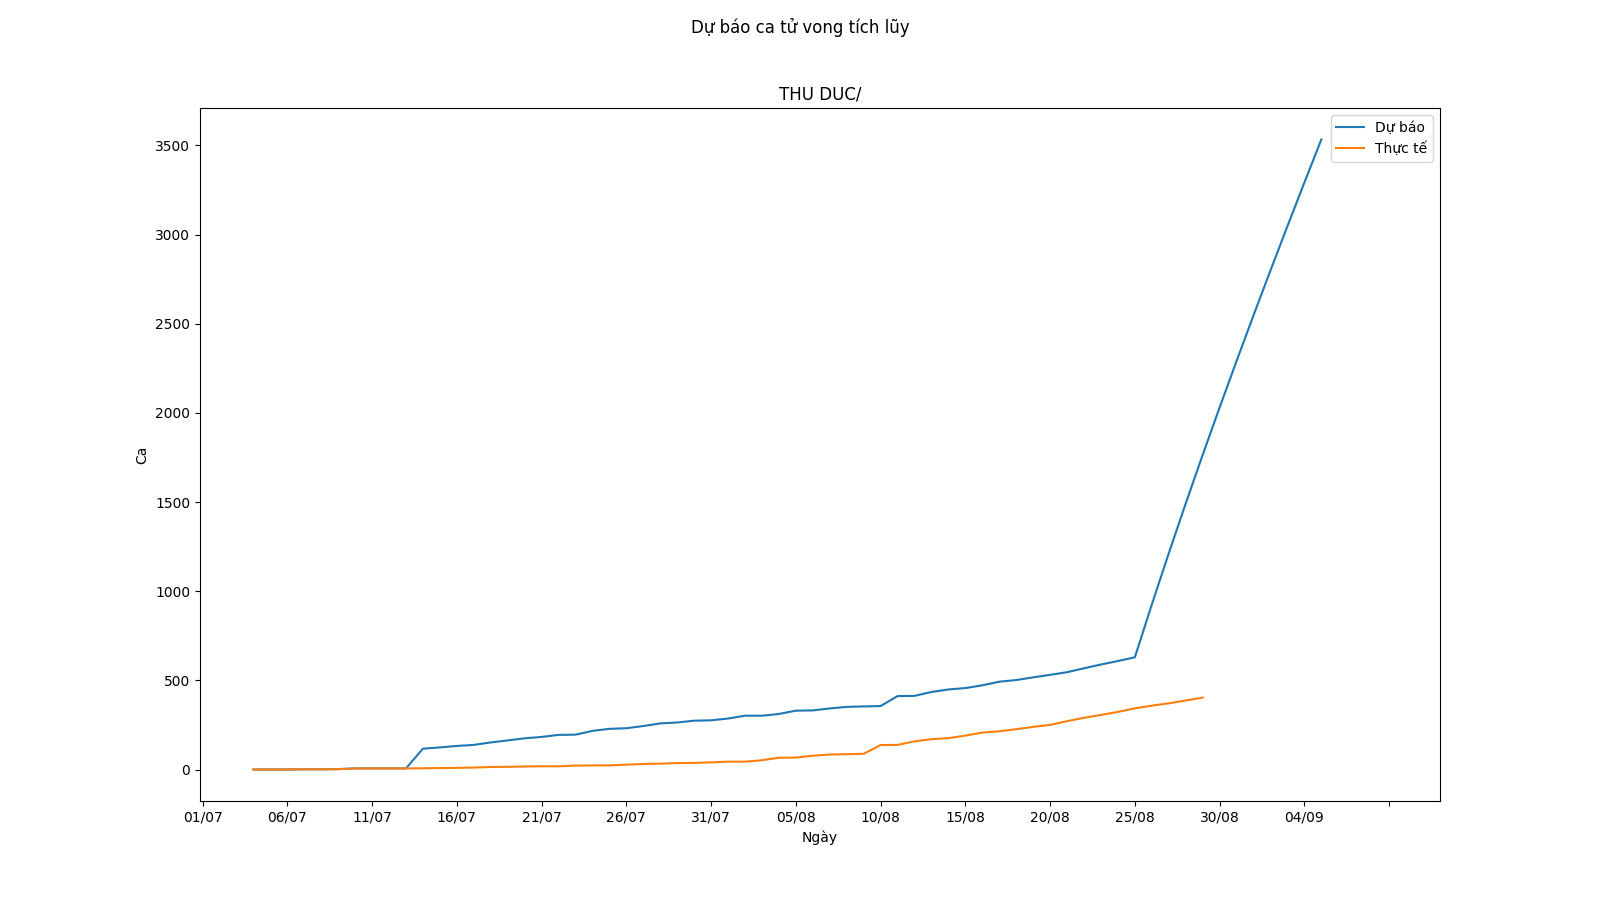 Dự báo ca tử vong tích lũy
THU DUC/
Dự báo
Thực tế
3500
3000
2500
2000
1500
1000
500
0
Ca
01/07 06/07 11/07 16/07 21/07 26/07 31/07 05/08 10/08 15/08 20/08 25/08 30/08 04/09
Ngày